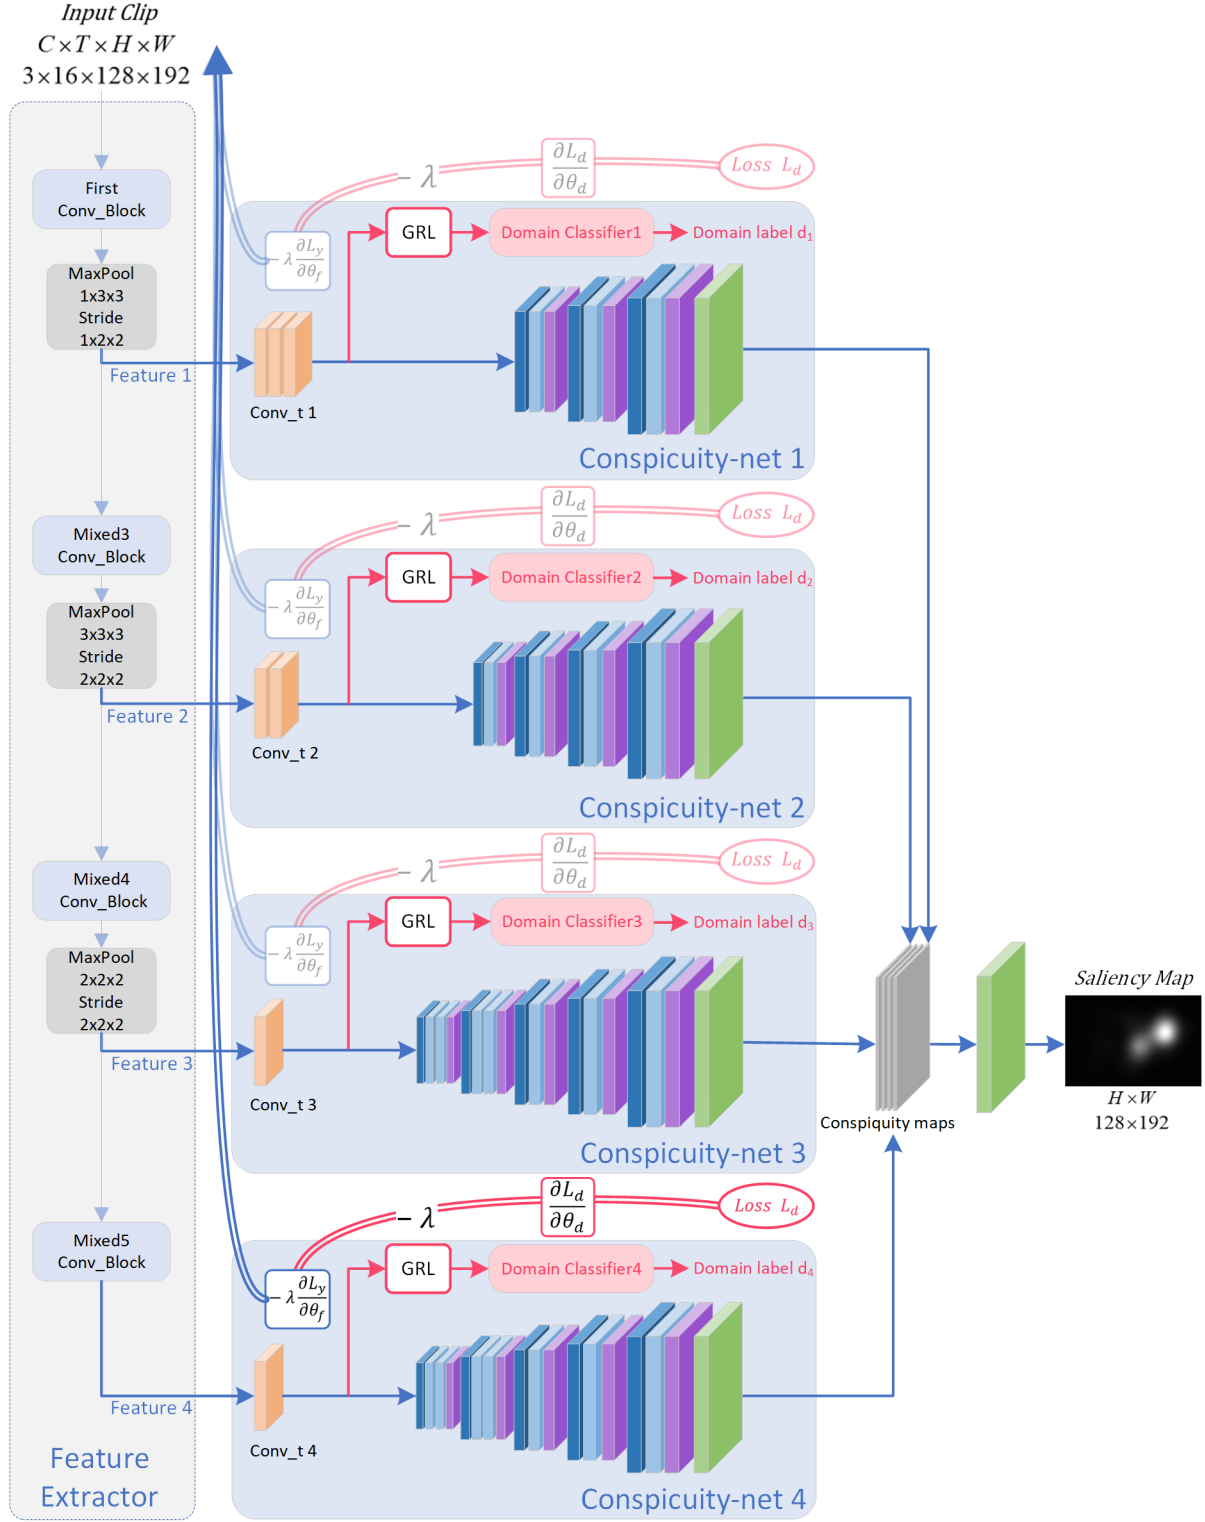 Input Clip
C×T×H×W
3×16×128×192
First
Conv_Block
MaxPool
1x3x3
Stride
1x2x2
Feature 1
Mixed3
Conv_Block
MaxPool
3x3x3
Stride
2x2x2
Feature 2
Mixed4
Conv_Block
MaxPool
2x2x2
Stride
2x2x2
Feature 3
Mixed5
Conv_Block
Feature 4
Feature
Extractor
− λ
∂L_d
∂θ_d
Loss L_d
− λ ∂L_y
∂θ_f
GRL
Domain Classifier1
Domain label d₁
Conv_t 1
Conspicuity-net 1
− λ
∂L_d
∂θ_d
Loss L_d
− λ ∂L_y
∂θ_f
GRL
Domain Classifier2
Domain label d₂
Conv_t 2
Conspicuity-net 2
− λ
∂L_d
∂θ_d
Loss L_d
− λ ∂L_y
∂θ_f
GRL
Domain Classifier3
Domain label d₃
Conv_t 3
Conspicuity-net 3
− λ
∂L_d
∂θ_d
Loss L_d
− λ ∂L_y
∂θ_f
GRL
Domain Classifier4
Domain label d₄
Conv_t 4
Conspicuity-net 4
Conspiquity maps
Saliency Map
H×W
128×192